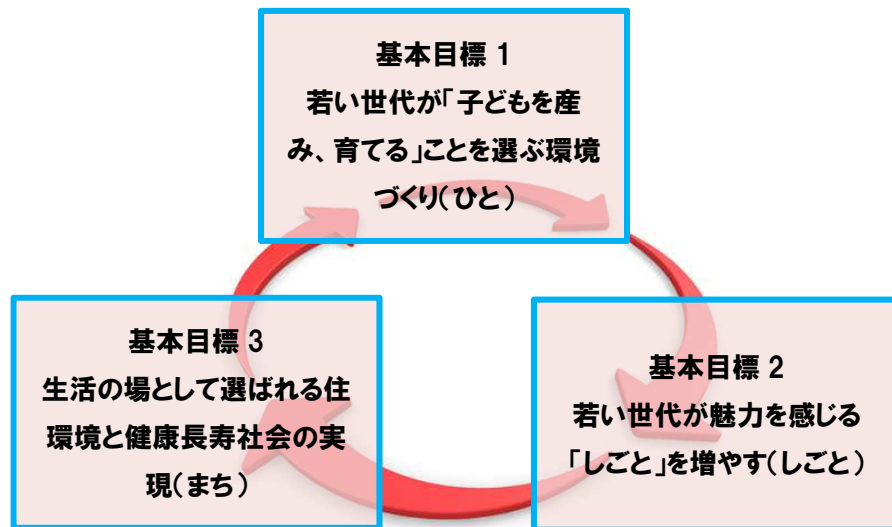 基本目標 1
若い世代が「子どもを産
み、育てる」ことを選ぶ環境
づくり(ひと)
基本目標 3
生活の場として選ばれる住
環境と健康長寿社会の実
現(まち)
基本目標 2
若い世代が魅力を感じる
「しごと」を増やす(しごと)